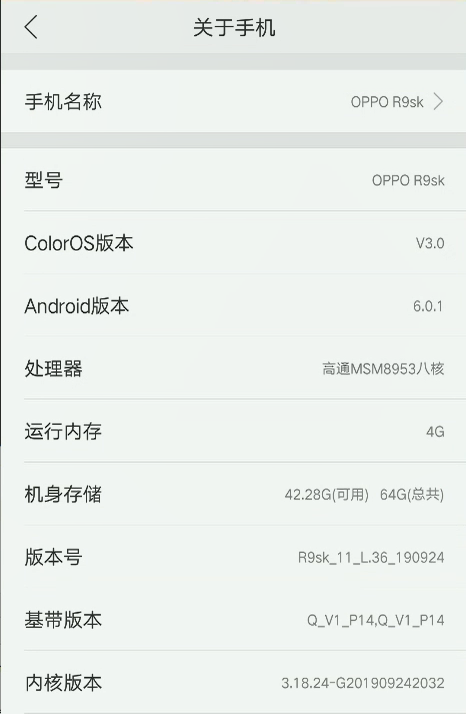 关于手机
手机名称 OPPO R9sk
型号 OPPO R9sk
ColorOS版本 V3.0
Android版本 6.0.1
处理器 高通MSM8953八核
运行内存 4G
机身存储 42.28G(可用) 64G(总共)
版本号 R9sk_11_L.36_190924
基带版本 Q_V1_P14,Q_V1_P14
内核版本 3.18.24-G201909242032